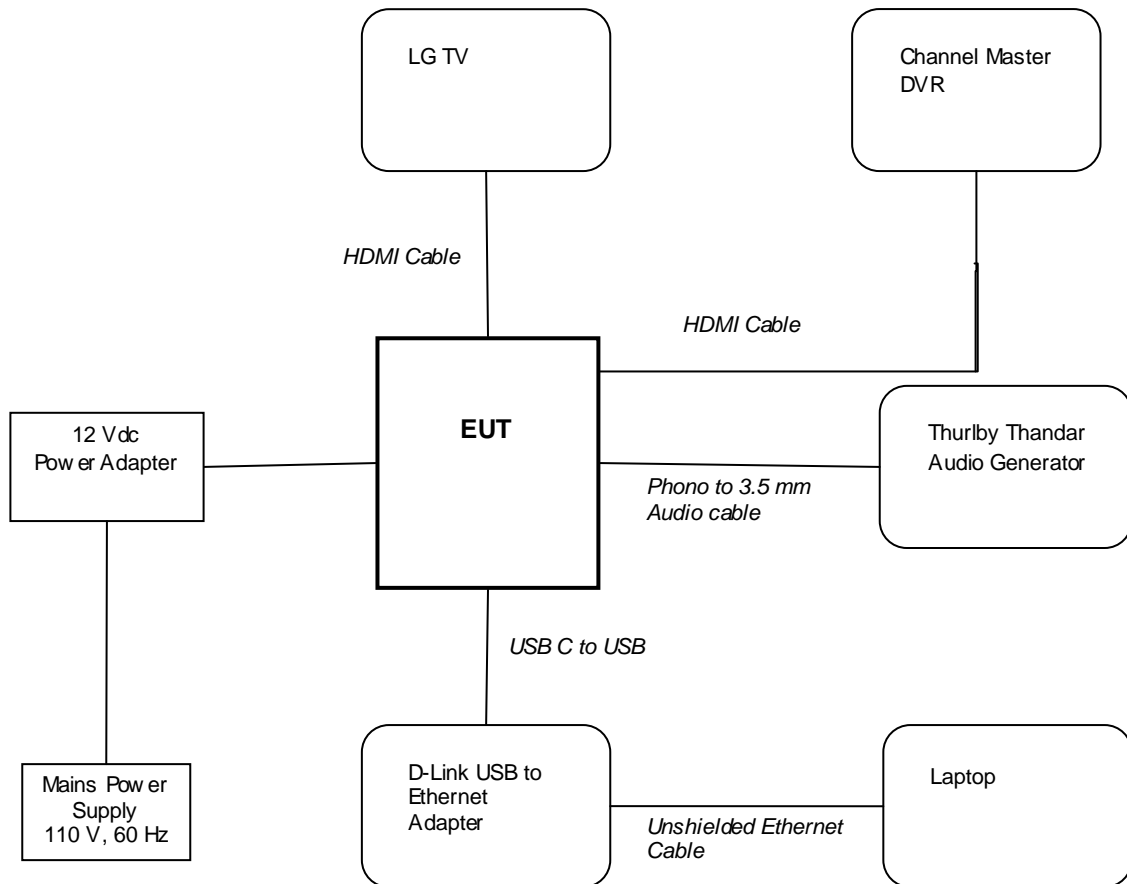 LG TV
Channel Master
DVR
HDMI Cable
HDMI Cable
12 Vdc
Power Adapter
EUT
Thurlby Thandar
Audio Generator
Phono to 3.5 mm
Audio cable
USB C to USB
Mains Power
Supply
110 V, 60 Hz
D-Link USB to
Ethernet
Adapter
Unshielded Ethernet
Cable
Laptop